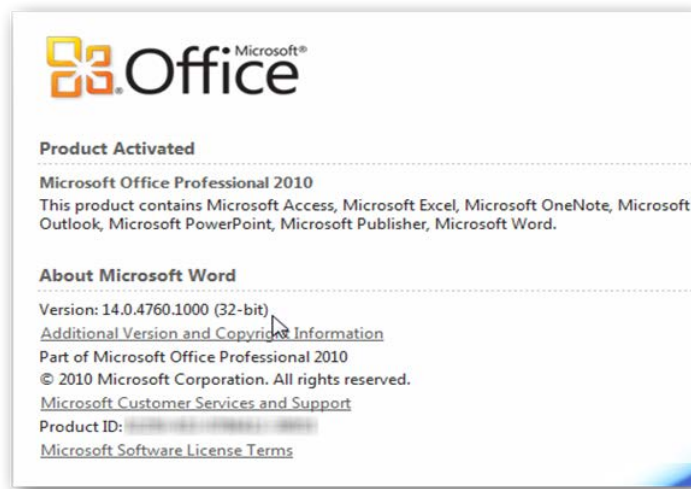 Microsoft®
Office
Product Activated
Microsoft Office Professional 2010
This product contains Microsoft Access, Microsoft Excel, Microsoft OneNote, Microsoft
Outlook, Microsoft PowerPoint, Microsoft Publisher, Microsoft Word.
About Microsoft Word
Version: 14.0.4760.1000 (32-bit)
Additional Version and Copyright Information
Part of Microsoft Office Professional 2010
© 2010 Microsoft Corporation. All rights reserved.
Microsoft Customer Services and Support
Product ID:
Microsoft Software License Terms